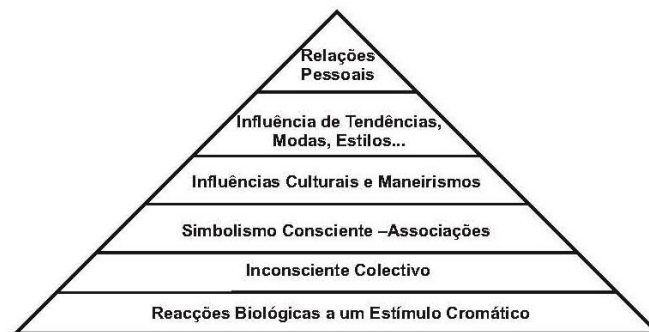 Relações
Pessoais
Influência de Tendências,
Modas, Estilos...
Influências Culturais e Maneirismos
Simbolismo Consciente –Associações
Inconsciente Colectivo
Reacções Biológicas a um Estímulo Cromático